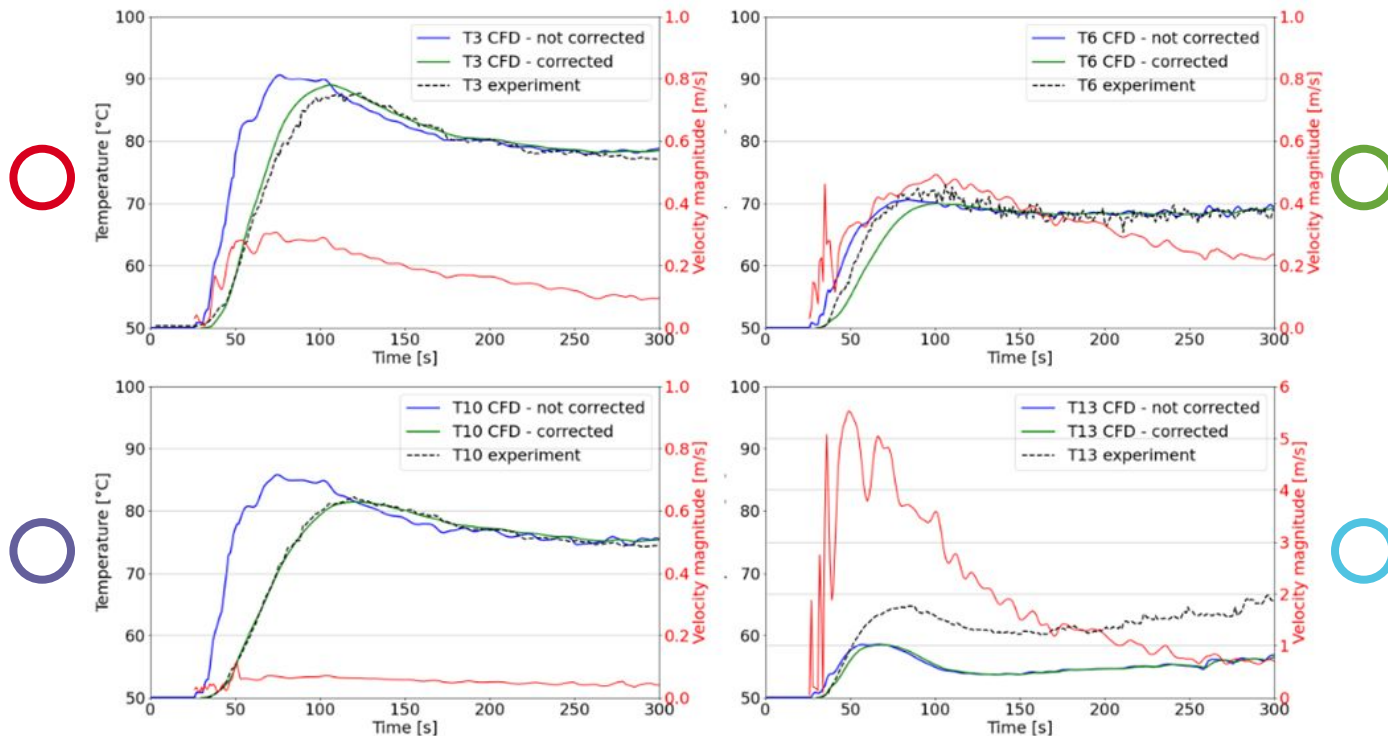 T3 CFD - not corrected
T3 CFD - corrected
T3 experiment
Temperature [°C]
100
90
80
70
60
50
Velocity magnitude [m/s]
1.0
0.8
0.6
0.4
0.2
0.0
0 50 100 150 200 250 300
Time [s]
T6 CFD - not corrected
T6 CFD - corrected
T6 experiment
100
90
80
70
60
50
Velocity magnitude [m/s]
1.0
0.8
0.6
0.4
0.2
0.0
0 50 100 150 200 250 300
Time [s]
T10 CFD - not corrected
T10 CFD - corrected
T10 experiment
Temperature [°C]
100
90
80
70
60
50
Velocity magnitude [m/s]
1.0
0.8
0.6
0.4
0.2
0.0
0 50 100 150 200 250 300
Time [s]
T13 CFD - not corrected
T13 CFD - corrected
T13 experiment
100
90
80
70
60
50
Velocity magnitude [m/s]
6
5
4
3
2
1
0
0 50 100 150 200 250 300
Time [s]